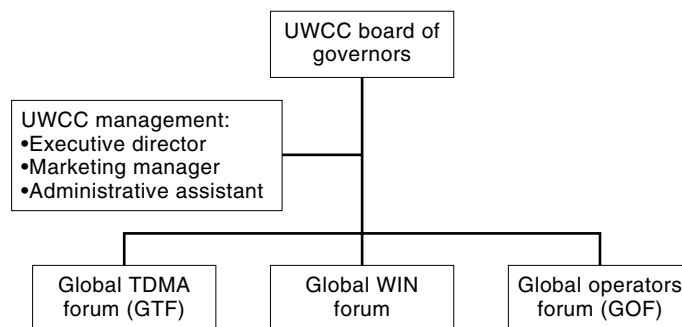 UWCC board of
governors
UWCC management:
•Executive director
•Marketing manager
•Administrative assistant
Global TDMA
forum (GTF)
Global WIN
forum
Global operators
forum (GOF)